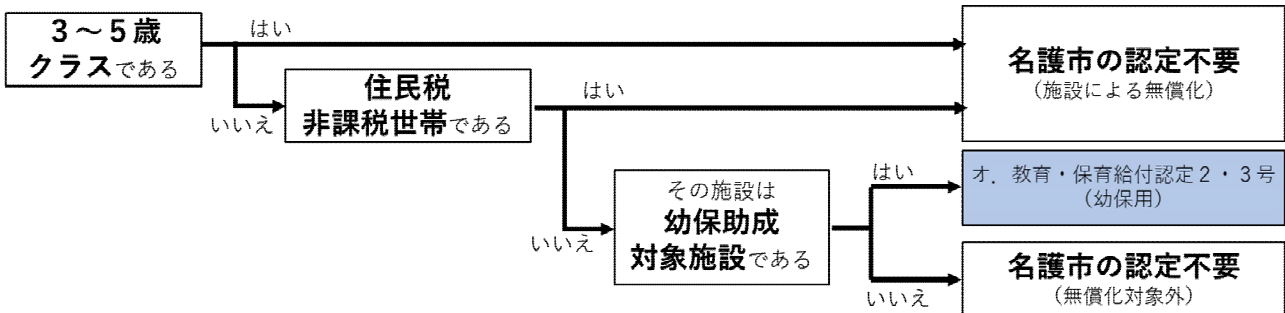 3~5歳
クラスである
はい
いいえ
住民税
非課税世帯である
はい
いいえ
その施設は
幼保助成
対象施設である
はい
いいえ
名護市の認定不要
(施設による無償化)
オ. 教育・保育給付認定2・3号
(幼保用)
名護市の認定不要
(無償化対象外)